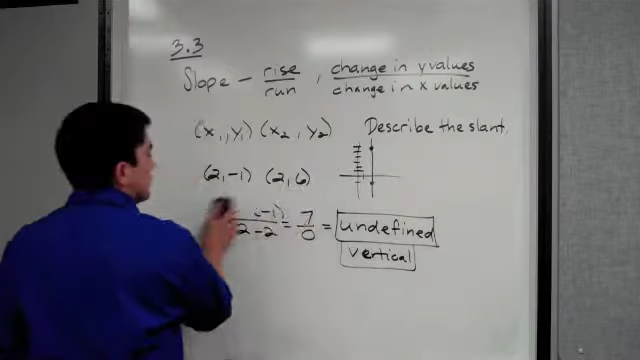 3.3
Slope - rise/run, change in y values/change in x values
(x₁, y₁) (x₂, y₂) Describe the slant.
(2, -1) (2, 6)
(-1)/2 - 2 = 7/0 = undefined
vertical